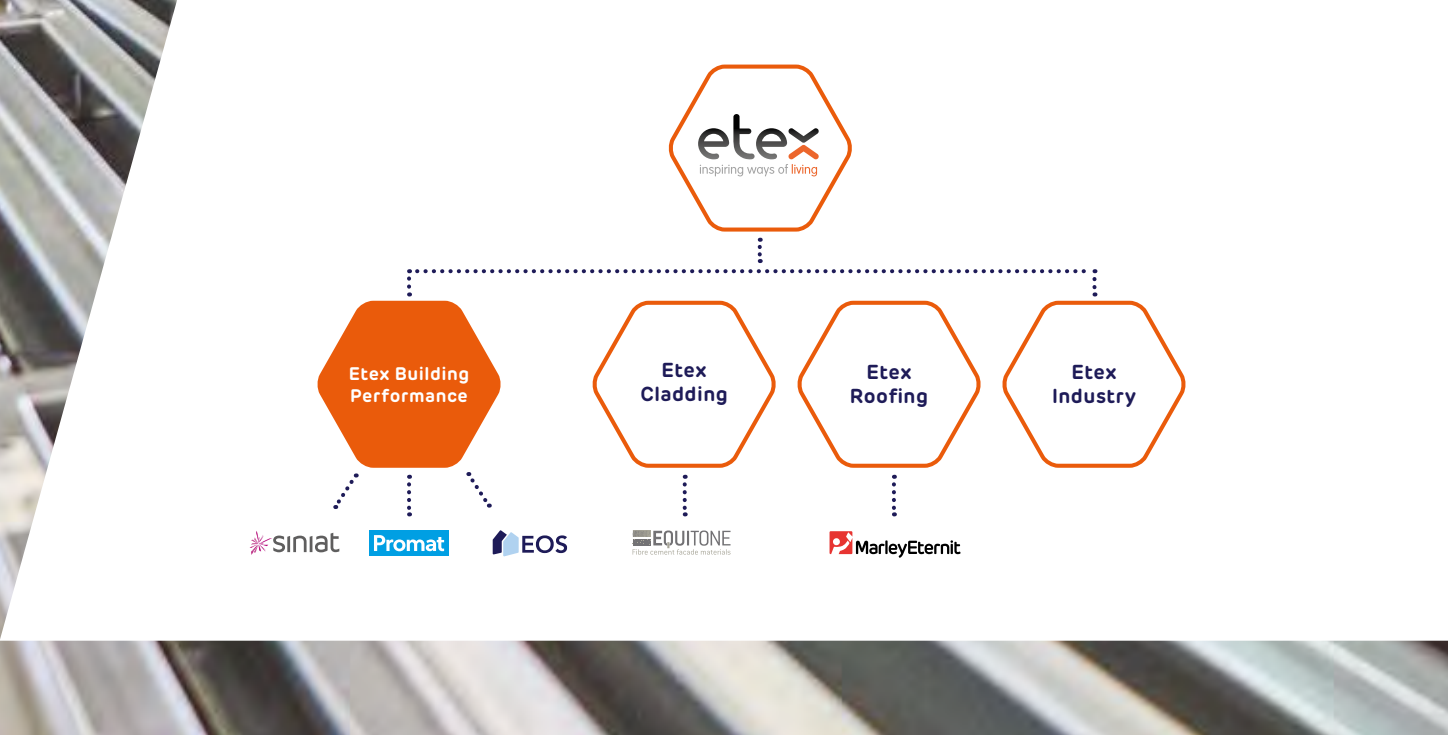 etex
inspiring ways of living
Etex Building
Performance
Etex
Cladding
Etex
Roofing
Etex
Industry
siniat
Promat
EOS
EQUITONE
Fibre cement facade materials
MarleyEternit